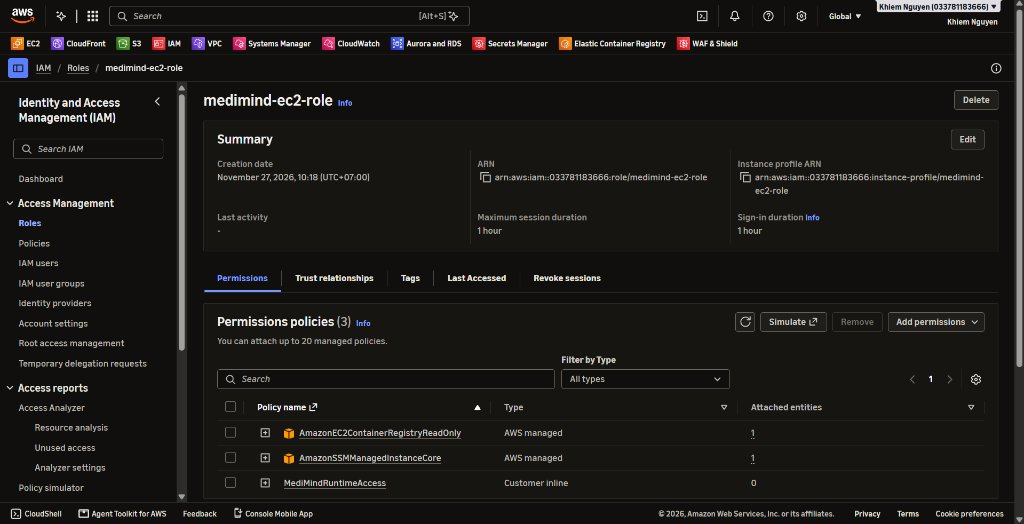 aws
Search
[Alt+S]
Global
Khiem Nguyen (033781183666)
Khiem Nguyen
EC2
CloudFront
S3
IAM
VPC
Systems Manager
CloudWatch
Aurora and RDS
Secrets Manager
Elastic Container Registry
WAF & Shield
IAM / Roles / medimind-ec2-role
Identity and Access
Management (IAM)
Search IAM
Dashboard
Access Management
Roles
Policies
IAM users
IAM user groups
Identity providers
Account settings
Root access management
Temporary delegation requests
Access reports
Access Analyzer
Resource analysis
Unused access
Analyzer settings
Policy simulator
medimind-ec2-role Info
Delete
Summary
Edit
Creation date
November 27, 2026, 10:18 (UTC+07:00)
ARN
arn:aws:iam::033781183666:role/medimind-ec2-role
Instance profile ARN
arn:aws:iam::033781183666:instance-profile/medimind-
ec2-role
Last activity
-
Maximum session duration
1 hour
Sign-in duration Info
1 hour
Permissions
Trust relationships
Tags
Last Accessed
Revoke sessions
Permissions policies (3) Info
Simulate
Remove
Add permissions
You can attach up to 20 managed policies.
Filter by Type
Search
All types
1
Policy name
Type
Attached entities
AmazonEC2ContainerRegistryReadOnly
AWS managed
1
AmazonSSMManagedInstanceCore
AWS managed
1
MediMindRuntimeAccess
Customer inline
0
CloudShell
Agent Toolkit for AWS
Feedback
Console Mobile App
© 2026, Amazon Web Services, Inc. or its affiliates.
Privacy
Terms
Cookie preferences